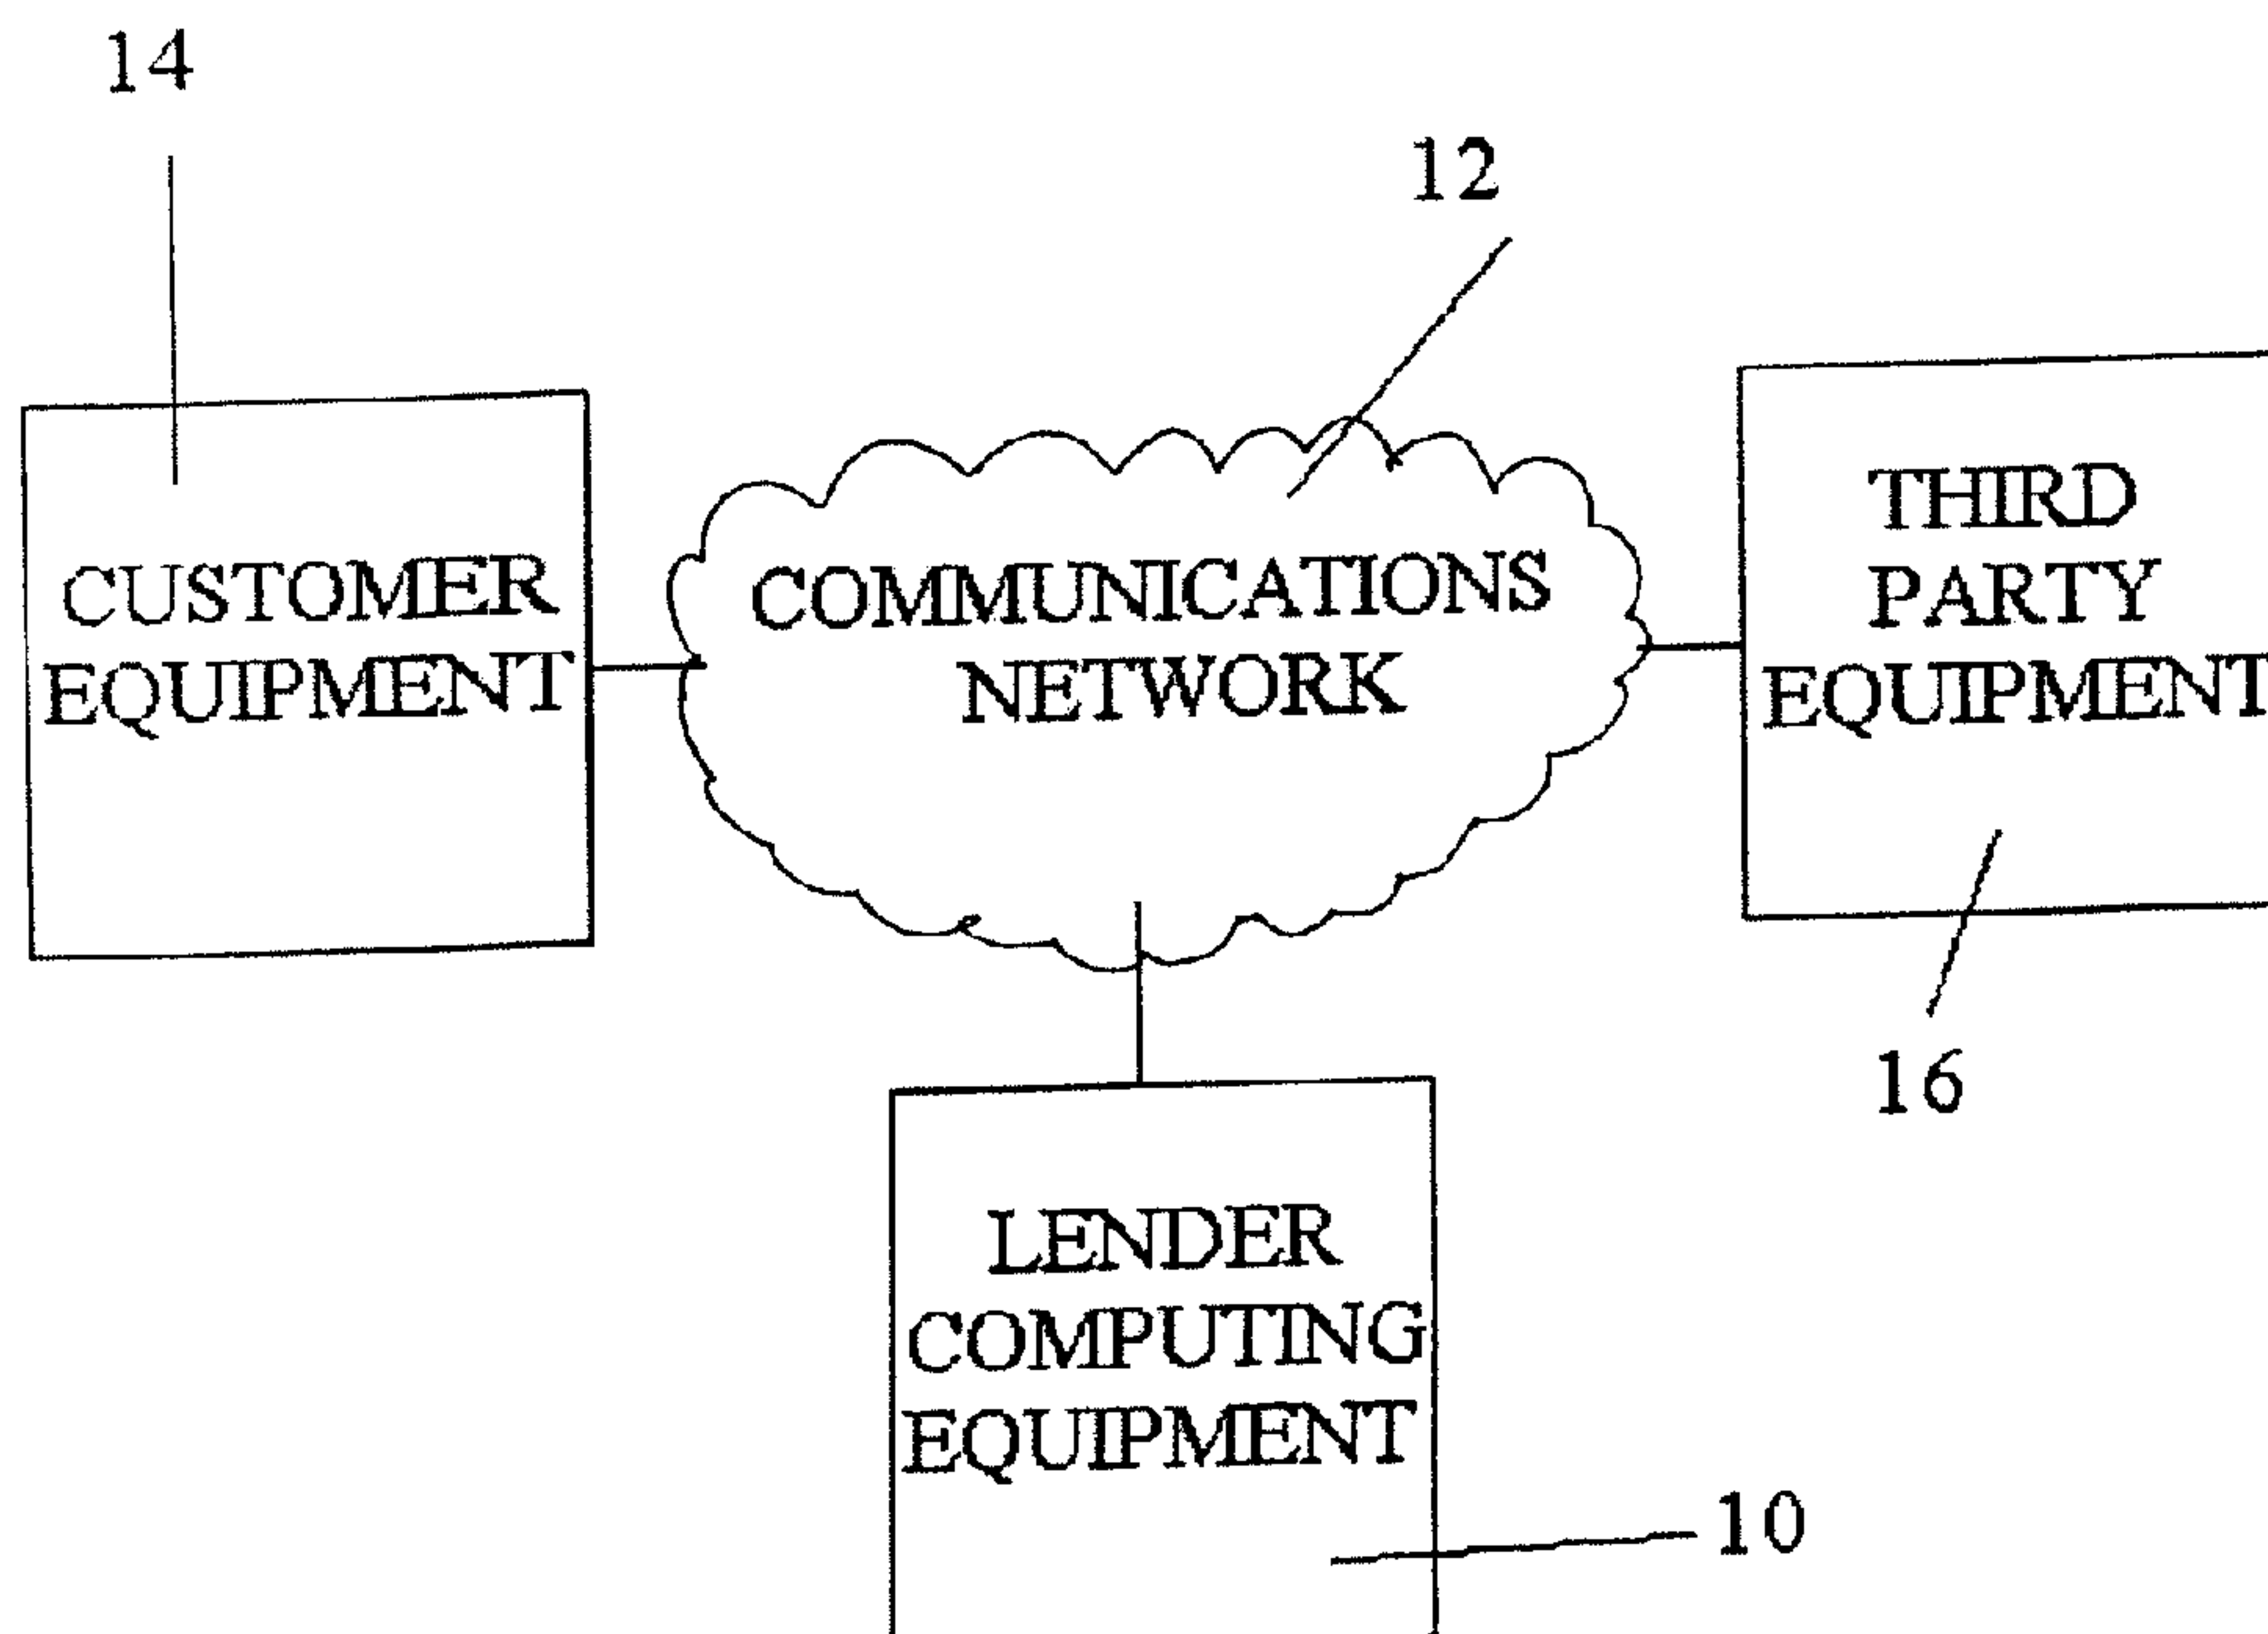 14
12
CUSTOMER
EQUIPMENT
COMMUNICATIONS
NETWORK
THIRD
PARTY
EQUIPMENT
16
LENDER
COMPUTING
EQUIPMENT
10